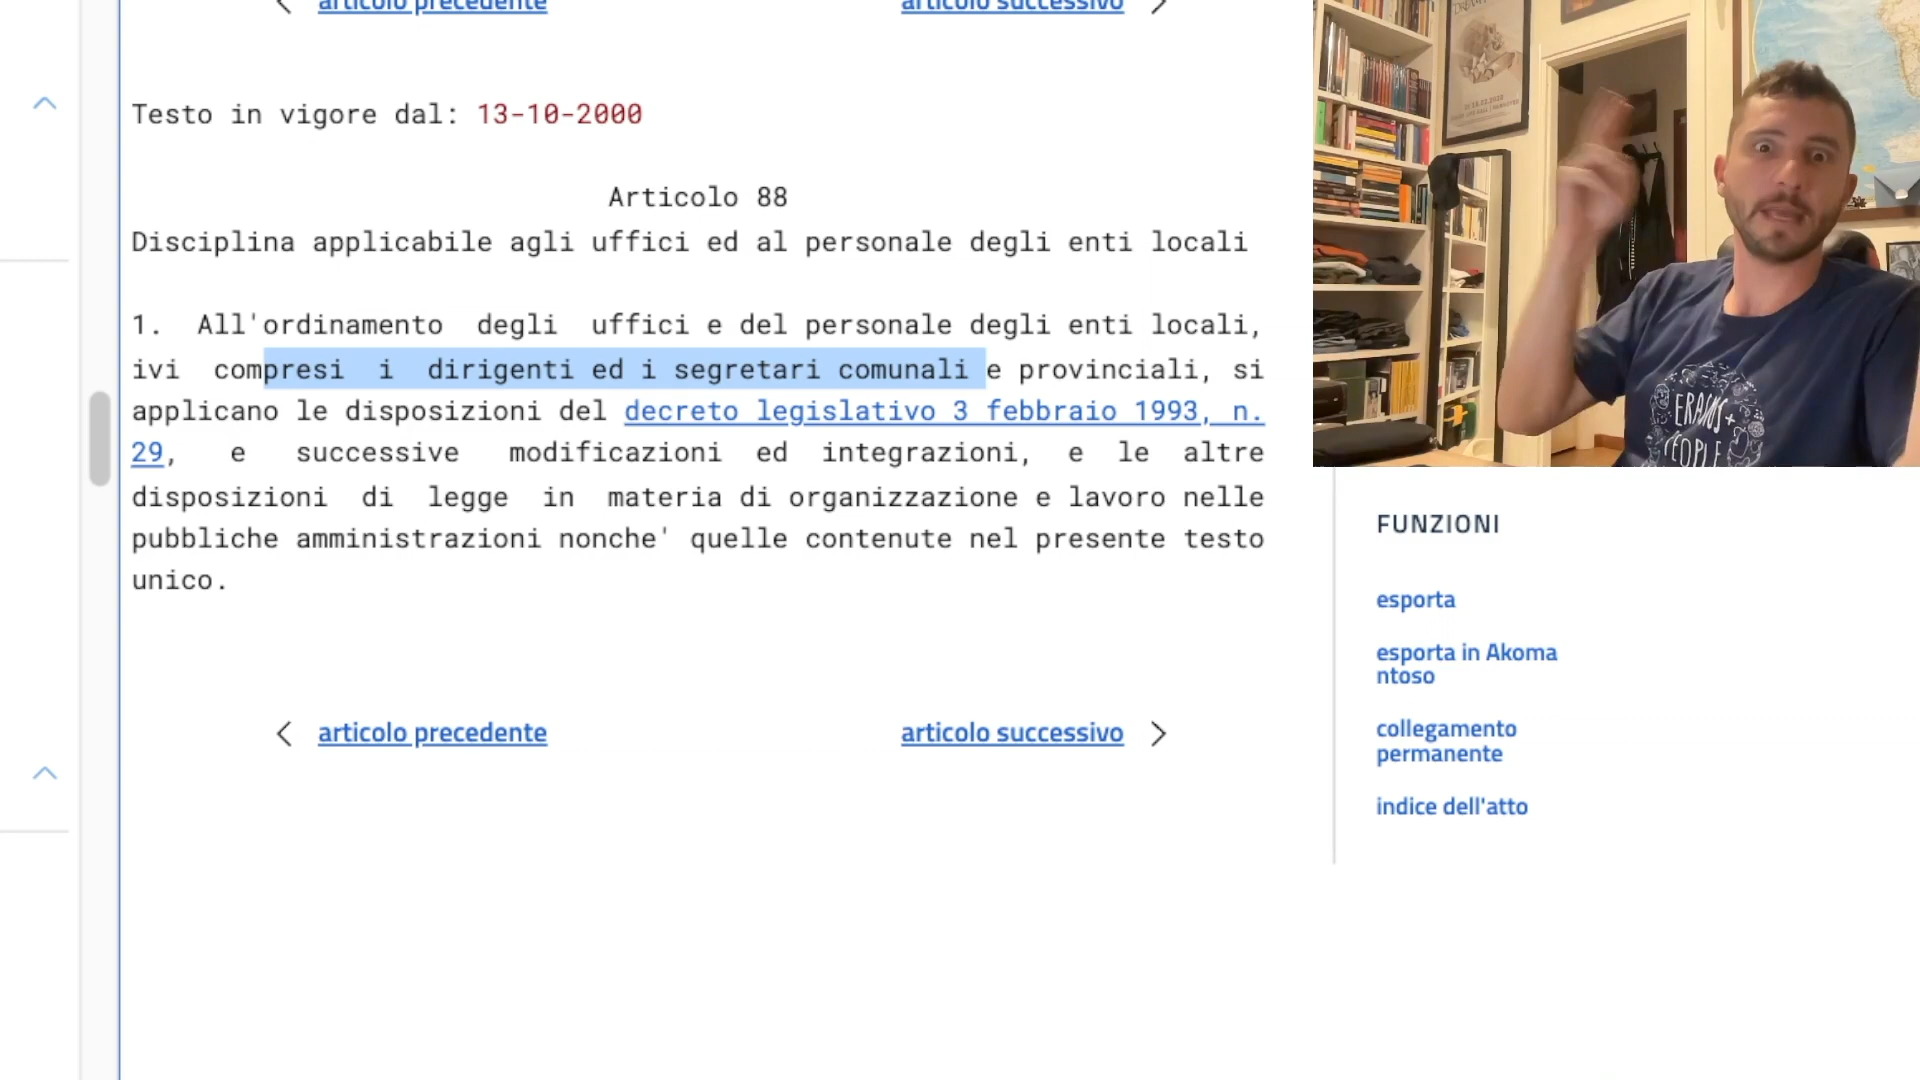 articolo precedente articolo successivo
Testo in vigore dal: 13-10-2000
Articolo 88
Disciplina applicabile agli uffici ed al personale degli enti locali
1. All'ordinamento degli uffici e del personale degli enti locali,
ivi compresi i dirigenti ed i segretari comunali e provinciali, si
applicano le disposizioni del decreto legislativo 3 febbraio 1993, n.
29, e successive modificazioni ed integrazioni, e le altre
disposizioni di legge in materia di organizzazione e lavoro nelle
pubbliche amministrazioni nonche' quelle contenute nel presente testo
unico.
articolo precedente articolo successivo
ERASMUS+
PEOPLE
FUNZIONI
esporta
esporta in Akoma
ntoso
collegamento
permanente
indice dell'atto